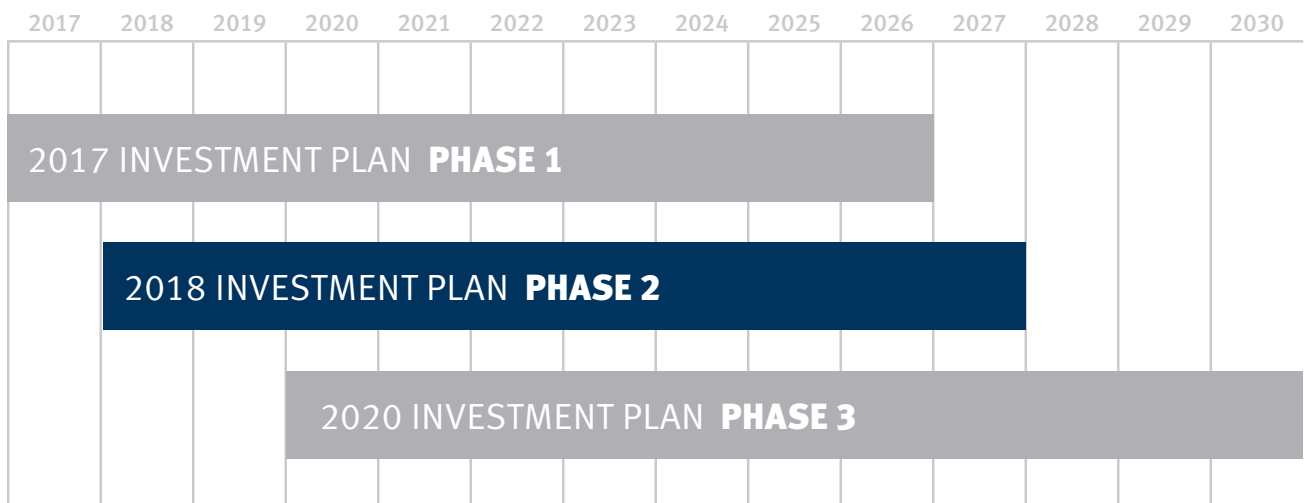 2017 2018 2019 2020 2021 2022 2023 2024 2025 2026 2027 2028 2029 2030
2017 INVESTMENT PLAN PHASE 1
2018 INVESTMENT PLAN PHASE 2
2020 INVESTMENT PLAN PHASE 3